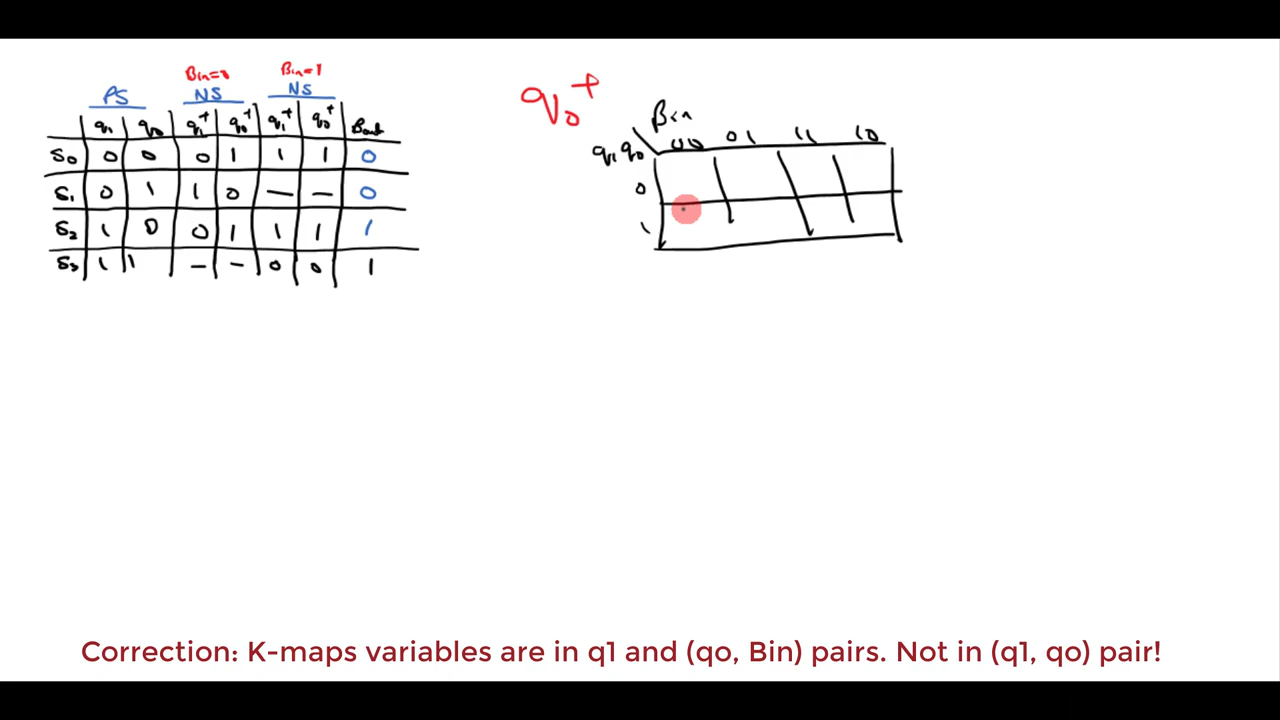 Bin=0 Bin=1
PS NS NS
q1 q0 q1+ q0+ q1+ q0+ Bout
S0 0 0 0 1 1 1 0
S1 0 1 1 0 — — 0
S2 1 0 0 1 1 1 1
S3 1 1 – – 0 0 1
q0+
Bin
q1q0 00 01 11 10
0
1
Correction: K-maps variables are in q1 and (qo, Bin) pairs. Not in (q1, qo) pair!